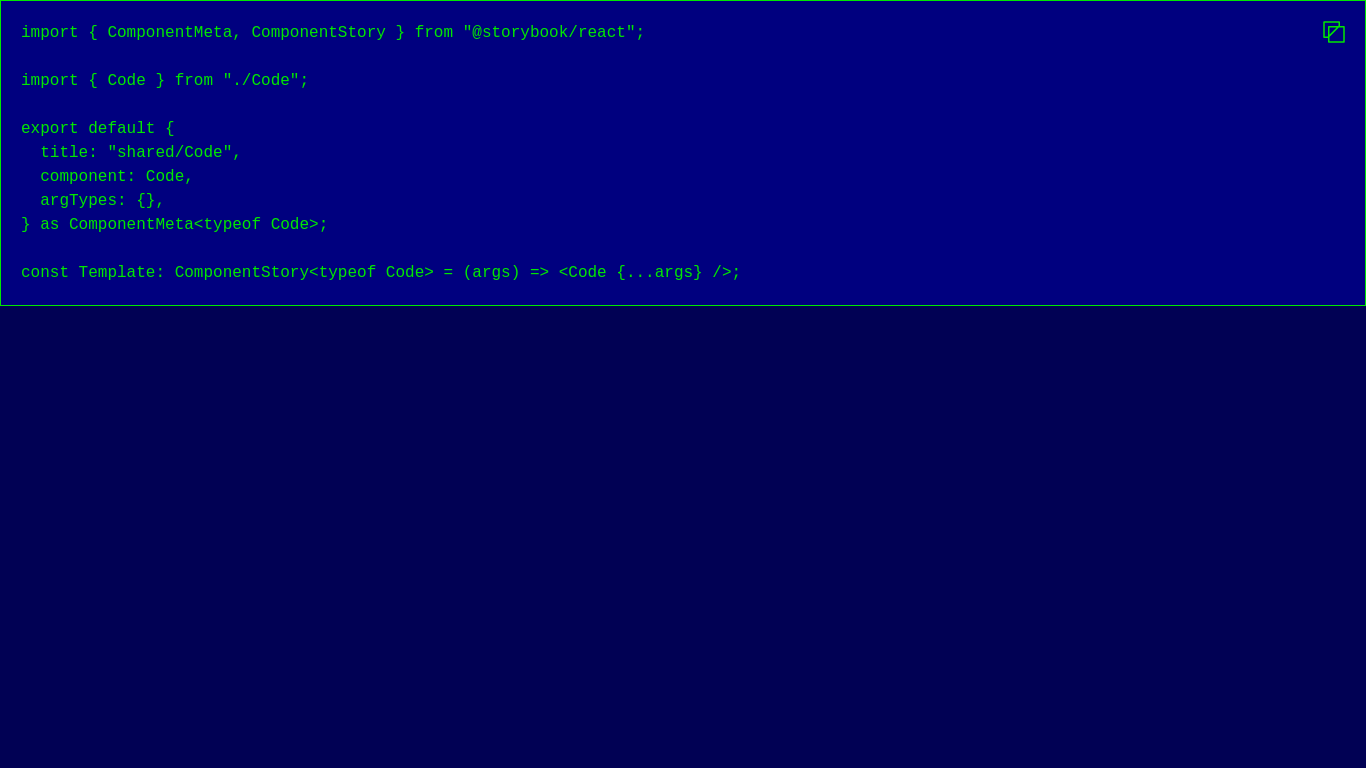 import { ComponentMeta, ComponentStory } from "@storybook/react";

import { Code } from "./Code";

export default {
  title: "shared/Code",
  component: Code,
  argTypes: {},
} as ComponentMeta<typeof Code>;

const Template: ComponentStory<typeof Code> = (args) => <Code {...args} />;